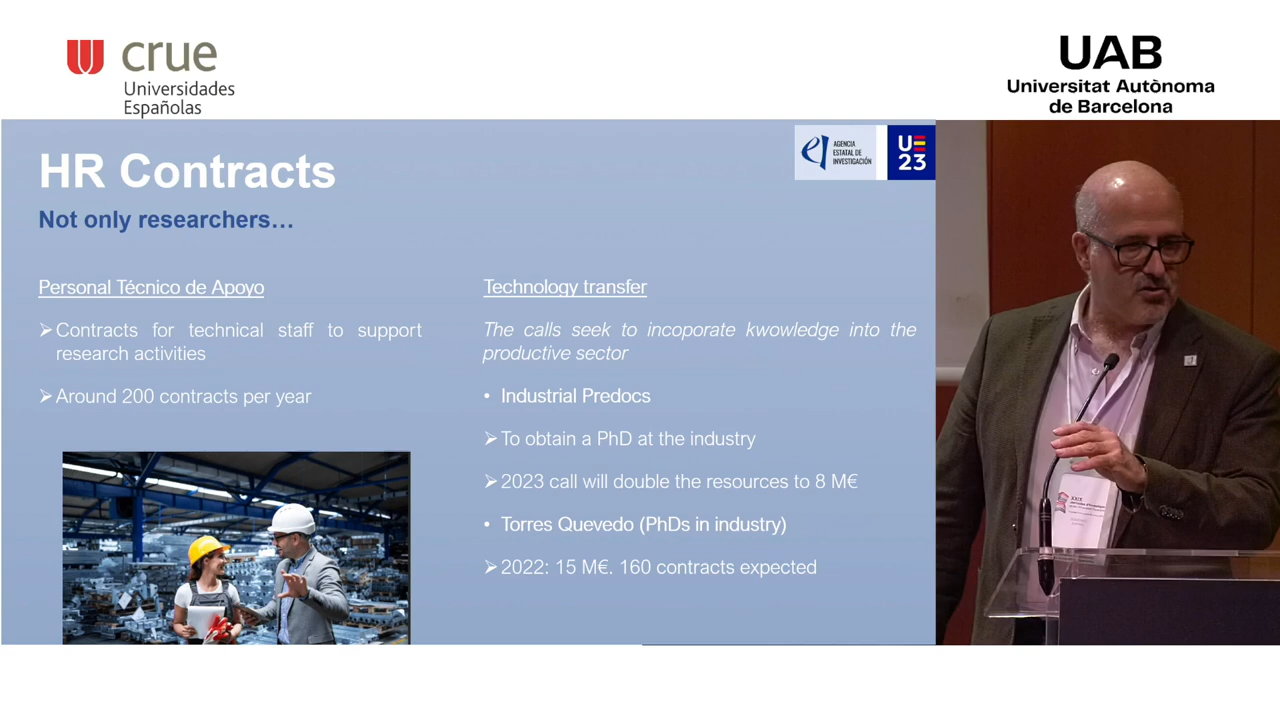 crue
Universidades
Españolas
UAB
Universitat Autònoma
de Barcelona
HR Contracts
Not only researchers…
AGENCIA
ESTATAL DE
INVESTIGACIÓN
UE
23
Personal Técnico de Apoyo
➢Contracts for technical staff to support
research activities
➢Around 200 contracts per year
Technology transfer
The calls seek to incoporate kwowledge into the
productive sector
• Industrial Predocs
➢To obtain a PhD at the industry
➢2023 call will double the resources to 8 M€
• Torres Quevedo (PhDs in industry)
➢2022: 15 M€. 160 contracts expected
XXIX